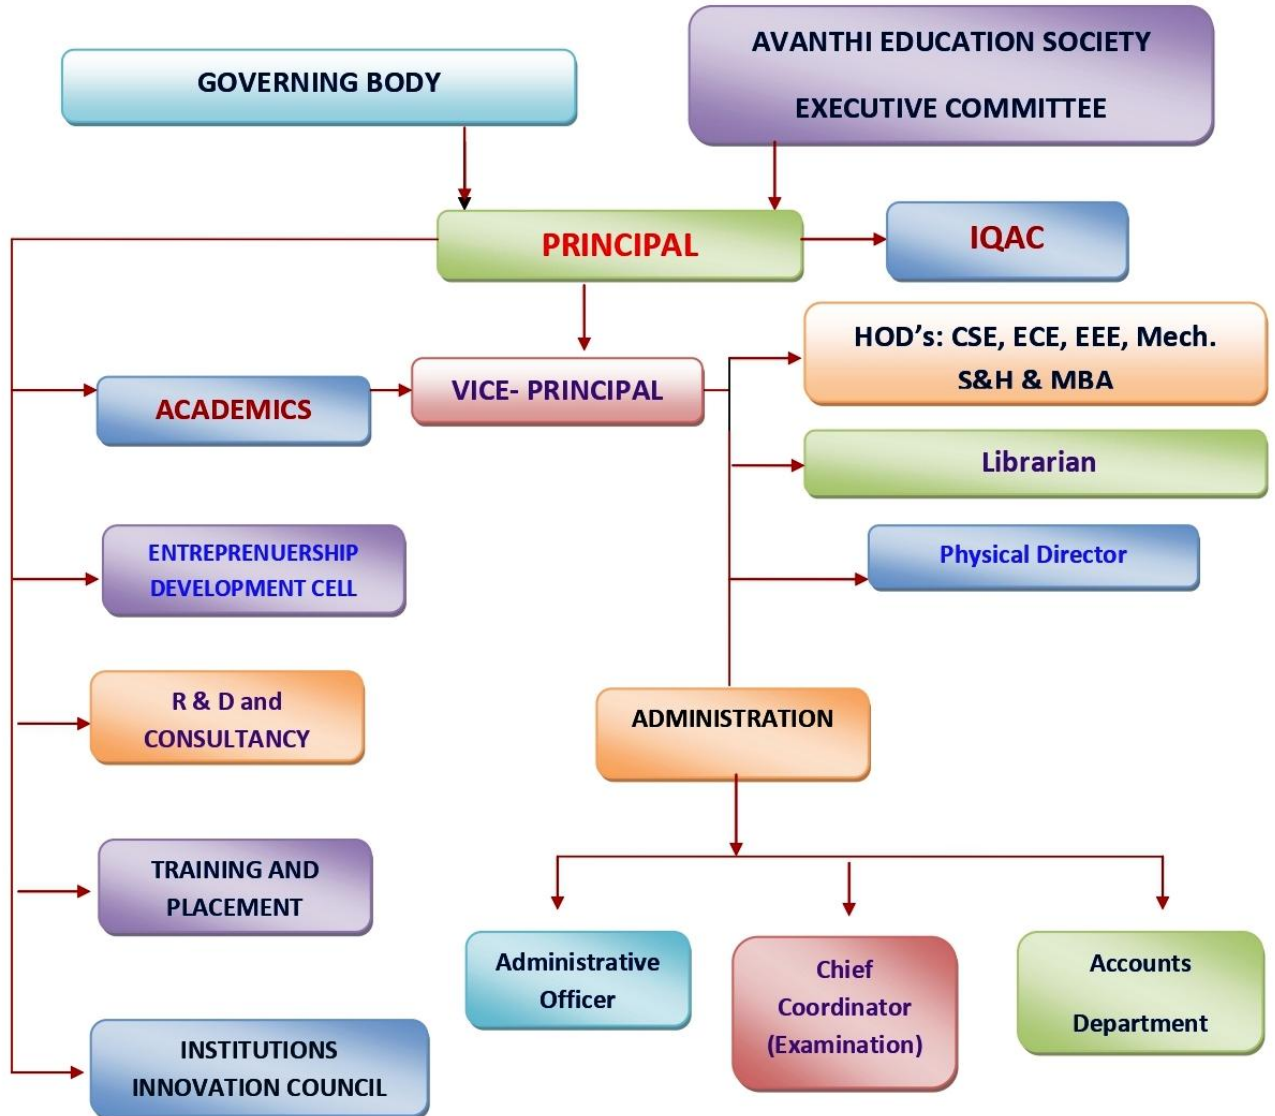 GOVERNING BODY
AVANTHI EDUCATION SOCIETY
EXECUTIVE COMMITTEE
PRINCIPAL
IQAC
HOD’s: CSE, ECE, EEE, Mech.
S&H & MBA
ACADEMICS
VICE- PRINCIPAL
Librarian
ENTREPRENUERSHIP
DEVELOPMENT CELL
Physical Director
R & D and
CONSULTANCY
ADMINISTRATION
TRAINING AND
PLACEMENT
Administrative
Officer
Chief
Coordinator
(Examination)
Accounts
Department
INSTITUTIONS
INNOVATION COUNCIL